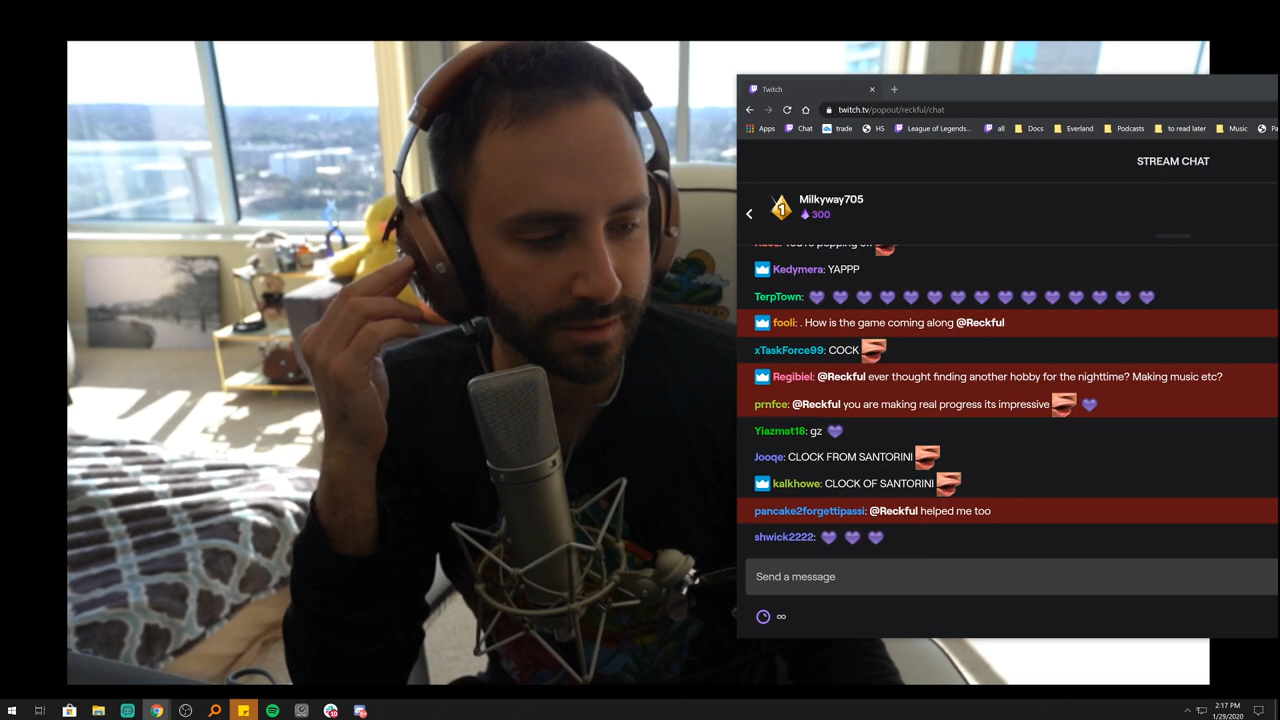 Twitch
twitch.tv/popout/reckful/chat
Apps Chat trade HS League of Legends... all Docs Everland Podcasts to read later Music
STREAM CHAT
Milkyway705
1 300
Kedymera: YAPPP
TerpTown:
fooli: . How is the game coming along @Reckful
xTaskForce99: COCK
Regibiel: @Reckful ever thought finding another hobby for the nighttime? Making music etc?
prnfce: @Reckful you are making real progress its impressive
Yiazmat18: gz
Jooqe: CLOCK FROM SANTORINI
kalkhowe: CLOCK OF SANTORINI
pancake2forgettipassi: @Reckful helped me too
shwick2222:
Send a message
∞
2:17 PM
1/29/2020